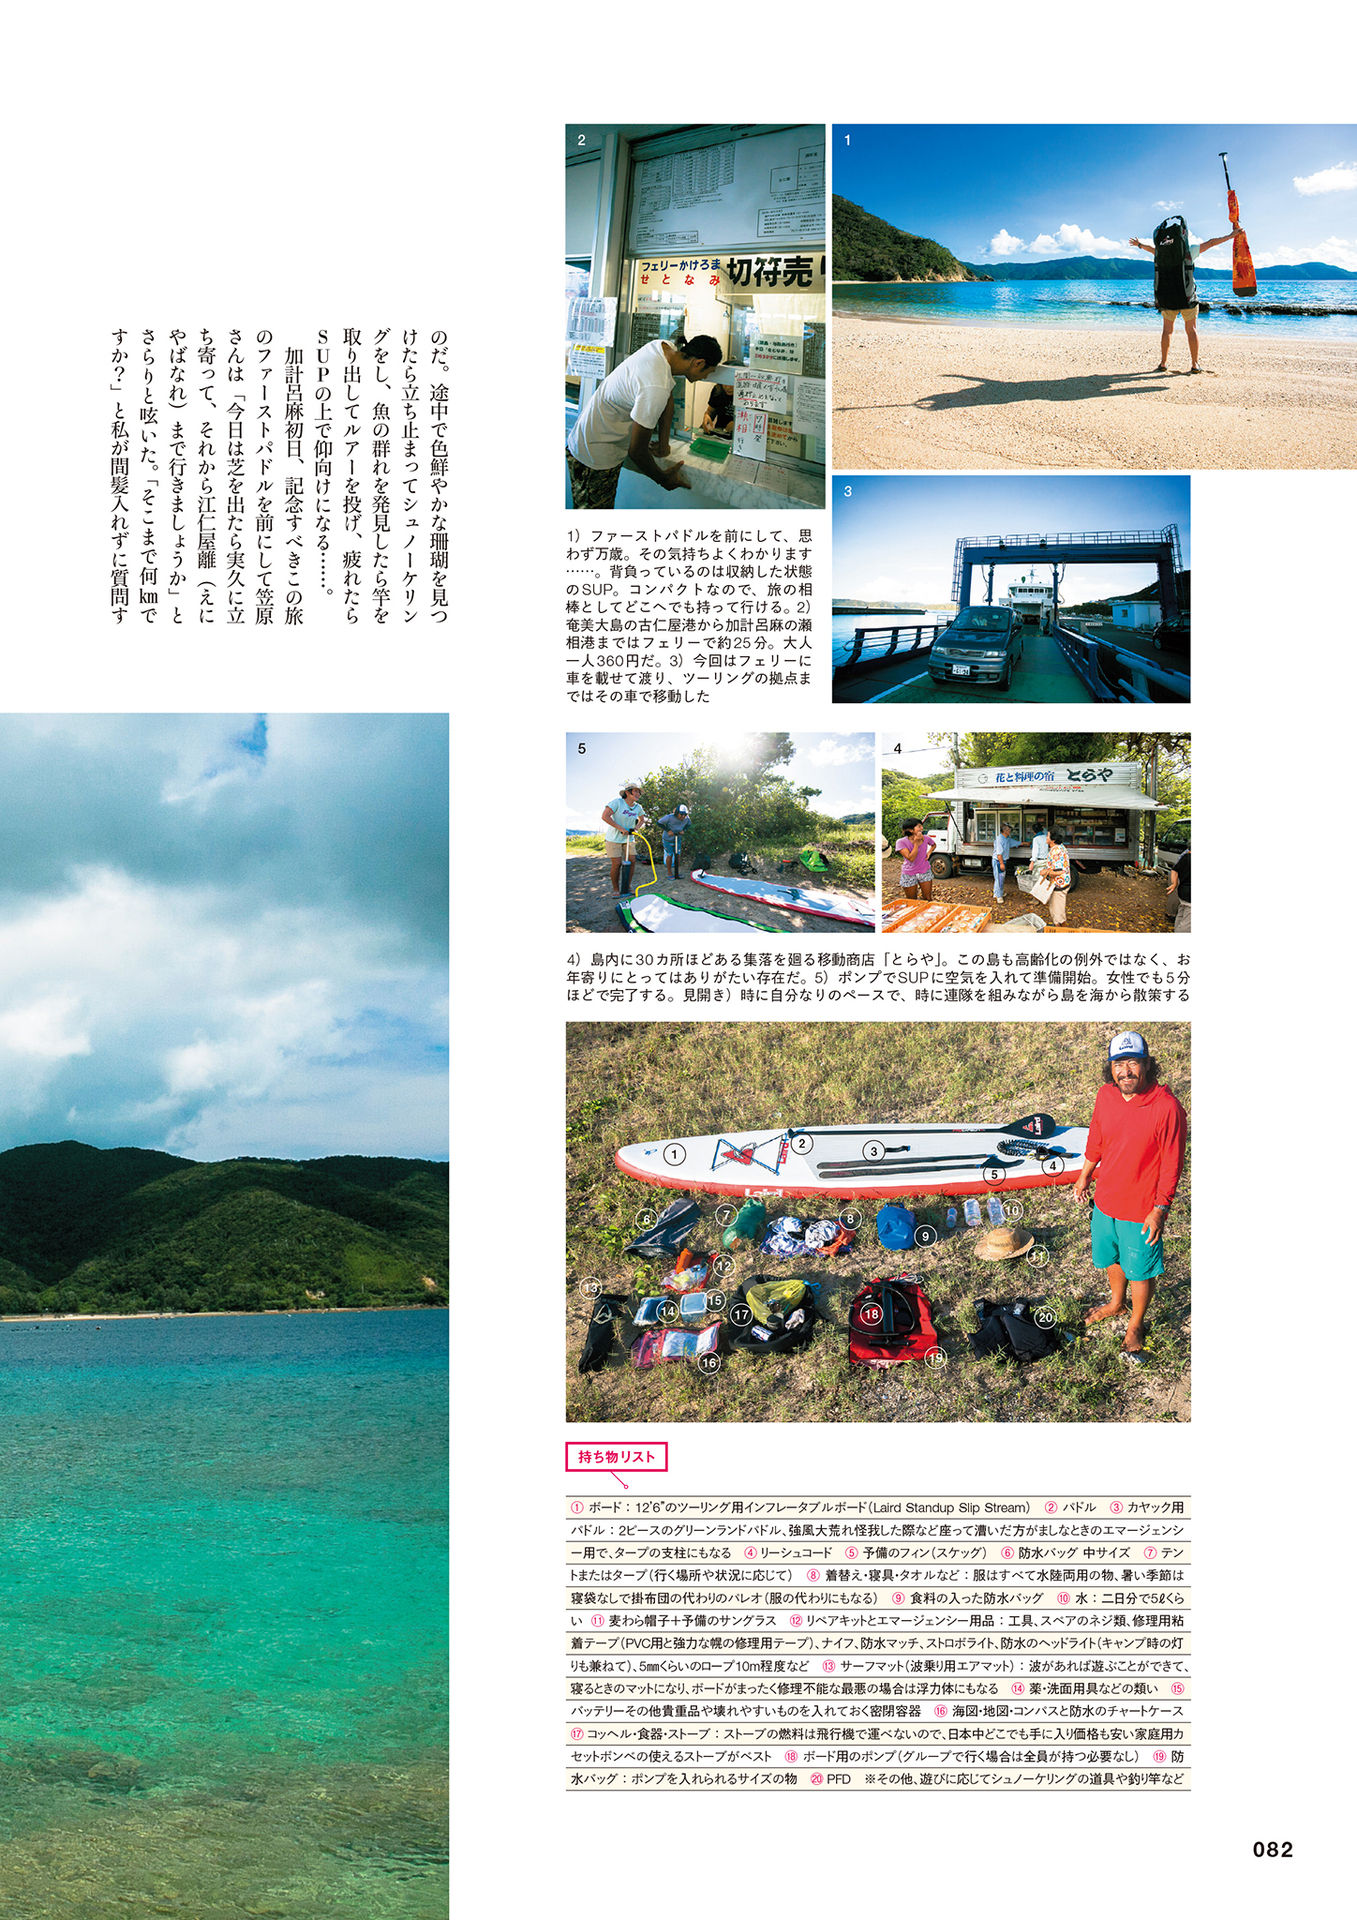 のだ。途中で色鮮やかな珊瑚を見つ
けたら立ち止まってシュノーケリン
グをし、魚の群れを発見したら竿を
取り出してルアーを投げ、疲れたら
SUPの上で仰向けになる……。
加計呂麻初日、記念すべきこの旅
のファーストパドルを前にして笠原
さんは「今日は芝を出たら実久に立
ち寄って、それから江仁屋離（えに
やばなれ）まで行きましょうか」と
さらりと呟いた。「そこまで何㎞で
すか？」と私が間髪入れずに質問す
1
2
フェリーかけろま
せとなみ
切符売り
3
1）ファーストパドルを前にして、思
わず万歳。その気持ちよくわかります
……。背負っているのは収納した状態
のSUP。コンパクトなので、旅の相
棒としてどこへでも持って行ける。2）
奄美大島の古仁屋港から加計呂麻の瀬
相港まではフェリーで約25分。大人
一人360円だ。3）今回はフェリーに
車を載せて渡り、ツーリングの拠点ま
ではその車で移動した
4
花と料理の宿 とらや
5
4）島内に30カ所ほどある集落を廻る移動商店「とらや」。この島も高齢化の例外ではなく、お
年寄りにとってはありがたい存在だ。5）ポンプでSUPに空気を入れて準備開始。女性でも5分
ほどで完了する。見開き）時に自分なりのペースで、時に連隊を組みながら島を海から散策する
1
2
3
4
5
6
7
8
9
10
11
12
13
14
15
16
17
18
19
20
Laird
持ち物リスト
① ボード：12'6"のツーリング用インフレータブルボード（Laird Standup Slip Stream） ② パドル ③ カヤック用
パドル：2ピースのグリーンランドパドル、強風大荒れ怪我した際など座って漕いだ方がましなときのエマージェンシ
ー用で、タープの支柱にもなる ④ リーシュコード ⑤ 予備のフィン（スケッグ） ⑥ 防水バッグ 中サイズ ⑦ テン
トまたはタープ（行く場所や状況に応じて） ⑧ 着替え・寝具・タオルなど：服はすべて水陸両用の物、暑い季節は
寝袋なしで掛布団の代わりのパレオ（服の代わりにもなる） ⑨ 食料の入った防水バッグ ⑩ 水：二日分で5ℓくら
い ⑪ 麦わら帽子＋予備のサングラス ⑫ リペアキットとエマージェンシー用品：工具、スペアのネジ類、修理用粘
着テープ（PVC用と強力な幌の修理用テープ）、ナイフ、防水マッチ、ストロボライト、防水のヘッドライト（キャンプ時の灯
りも兼ねて）、5㎜くらいのロープ10m程度など ⑬ サーフマット（波乗り用エアマット）：波があれば遊ぶことができて、
寝るときのマットになり、ボードがまったく修理不能な最悪の場合は浮力体にもなる ⑭ 薬・洗面用具などの類い ⑮
バッテリーその他貴重品や壊れやすいものを入れておく密閉容器 ⑯ 海図・地図・コンパスと防水のチャートケース
⑰ コッヘル・食器・ストーブ：ストーブの燃料は飛行機で運べないので、日本中どこでも手に入り価格も安い家庭用カ
セットボンベの使えるストーブがベスト ⑱ ボード用のポンプ（グループで行く場合は全員が持つ必要なし） ⑲ 防
水バッグ：ポンプを入れられるサイズの物 ⑳ PFD ※その他、遊びに応じてシュノーケリングの道具や釣り竿など
082